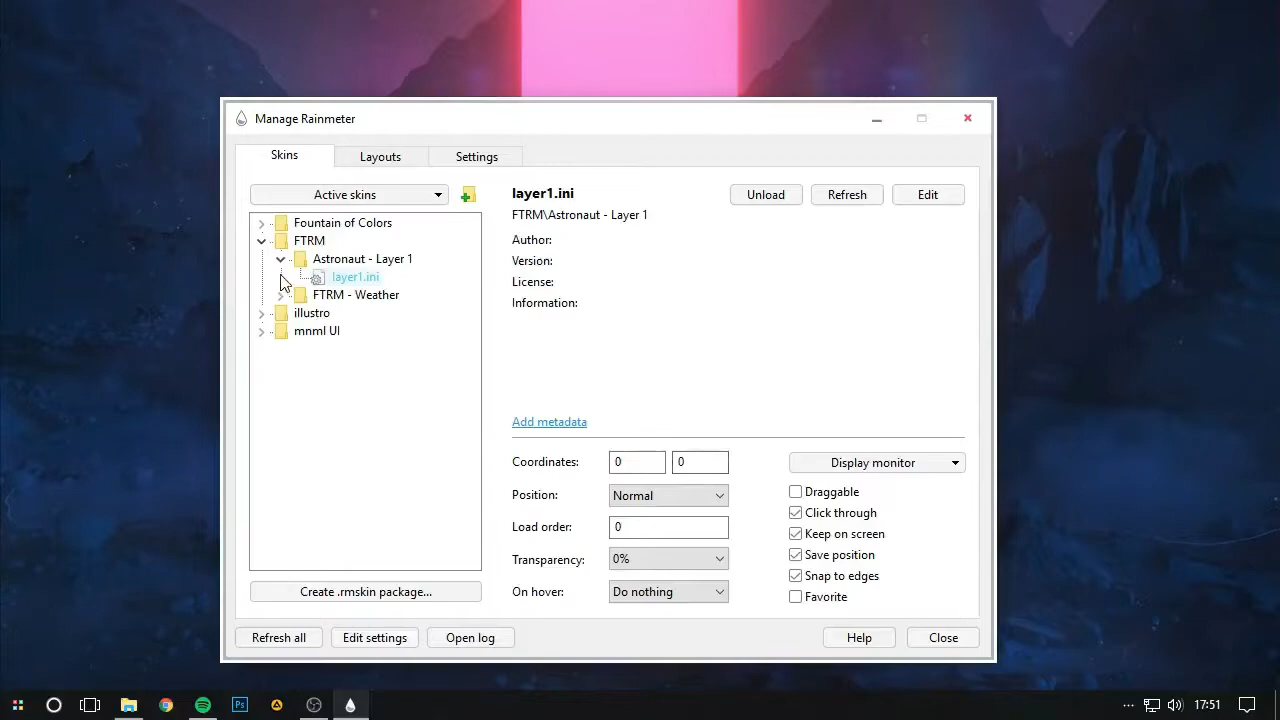 Manage Rainmeter
Skins
Layouts
Settings
Active skins
Fountain of Colors
FTRM
Astronaut - Layer 1
layer1.ini
FTRM - Weather
illustro
mnml UI
Create .rmskin package...
layer1.ini
FTRM\Astronaut - Layer 1
Unload
Refresh
Edit
Author:
Version:
License:
Information:
Add metadata
Coordinates: 0 0
Position: Normal
Load order: 0
Transparency: 0%
On hover: Do nothing
Display monitor
Draggable
Click through
Keep on screen
Save position
Snap to edges
Favorite
Refresh all
Edit settings
Open log
Help
Close
Ps
17:51